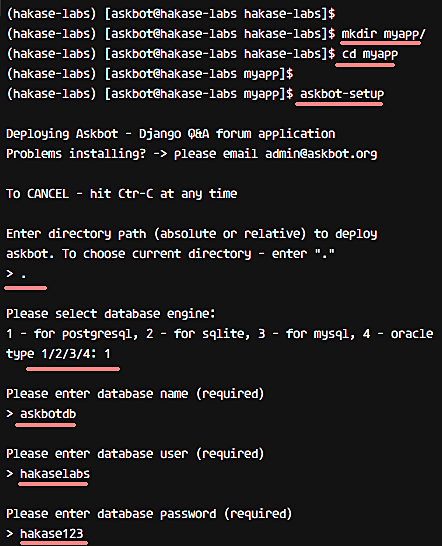 (hakase-labs) [askbot@hakase-labs hakase-labs]$
(hakase-labs) [askbot@hakase-labs hakase-labs]$ mkdir myapp/
(hakase-labs) [askbot@hakase-labs hakase-labs]$ cd myapp
(hakase-labs) [askbot@hakase-labs myapp]$
(hakase-labs) [askbot@hakase-labs myapp]$ askbot-setup
Deploying Askbot - Django Q&A forum application
Problems installing? -> please email admin@askbot.org
To CANCEL - hit Ctr-C at any time
Enter directory path (absolute or relative) to deploy
askbot. To choose current directory - enter "."
> .
Please select database engine:
1 - for postgresql, 2 - for sqlite, 3 - for mysql, 4 - oracle
type 1/2/3/4: 1
Please enter database name (required)
> askbotdb
Please enter database user (required)
> hakaselabs
Please enter database password (required)
> hakase123